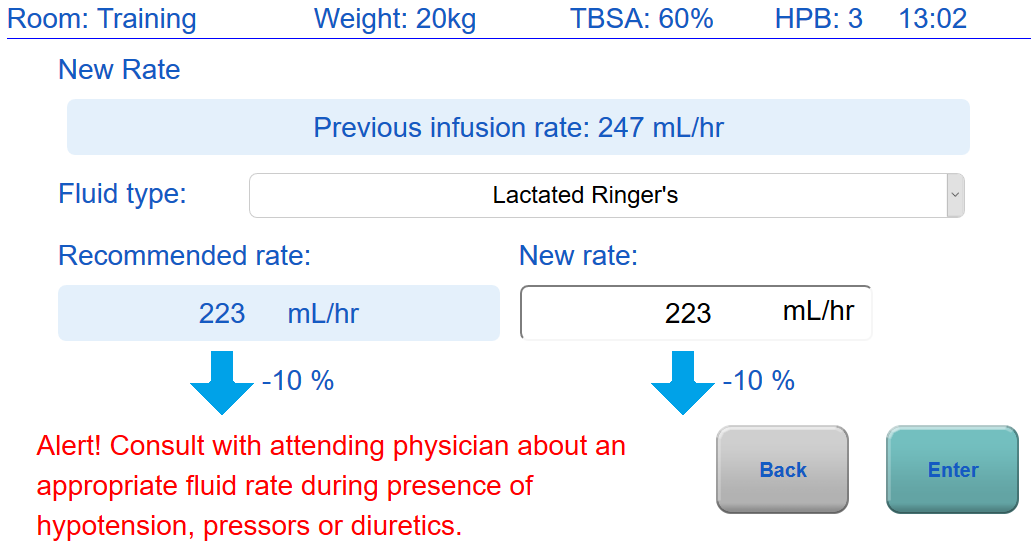 Room: Training Weight: 20kg TBSA: 60% HPB: 3 13:02
New Rate
Previous infusion rate: 247 mL/hr
Fluid type: Lactated Ringer's
Recommended rate: New rate:
223 mL/hr 223 mL/hr
-10 % -10 %
Alert! Consult with attending physician about an
appropriate fluid rate during presence of
hypotension, pressors or diuretics.
Back Enter